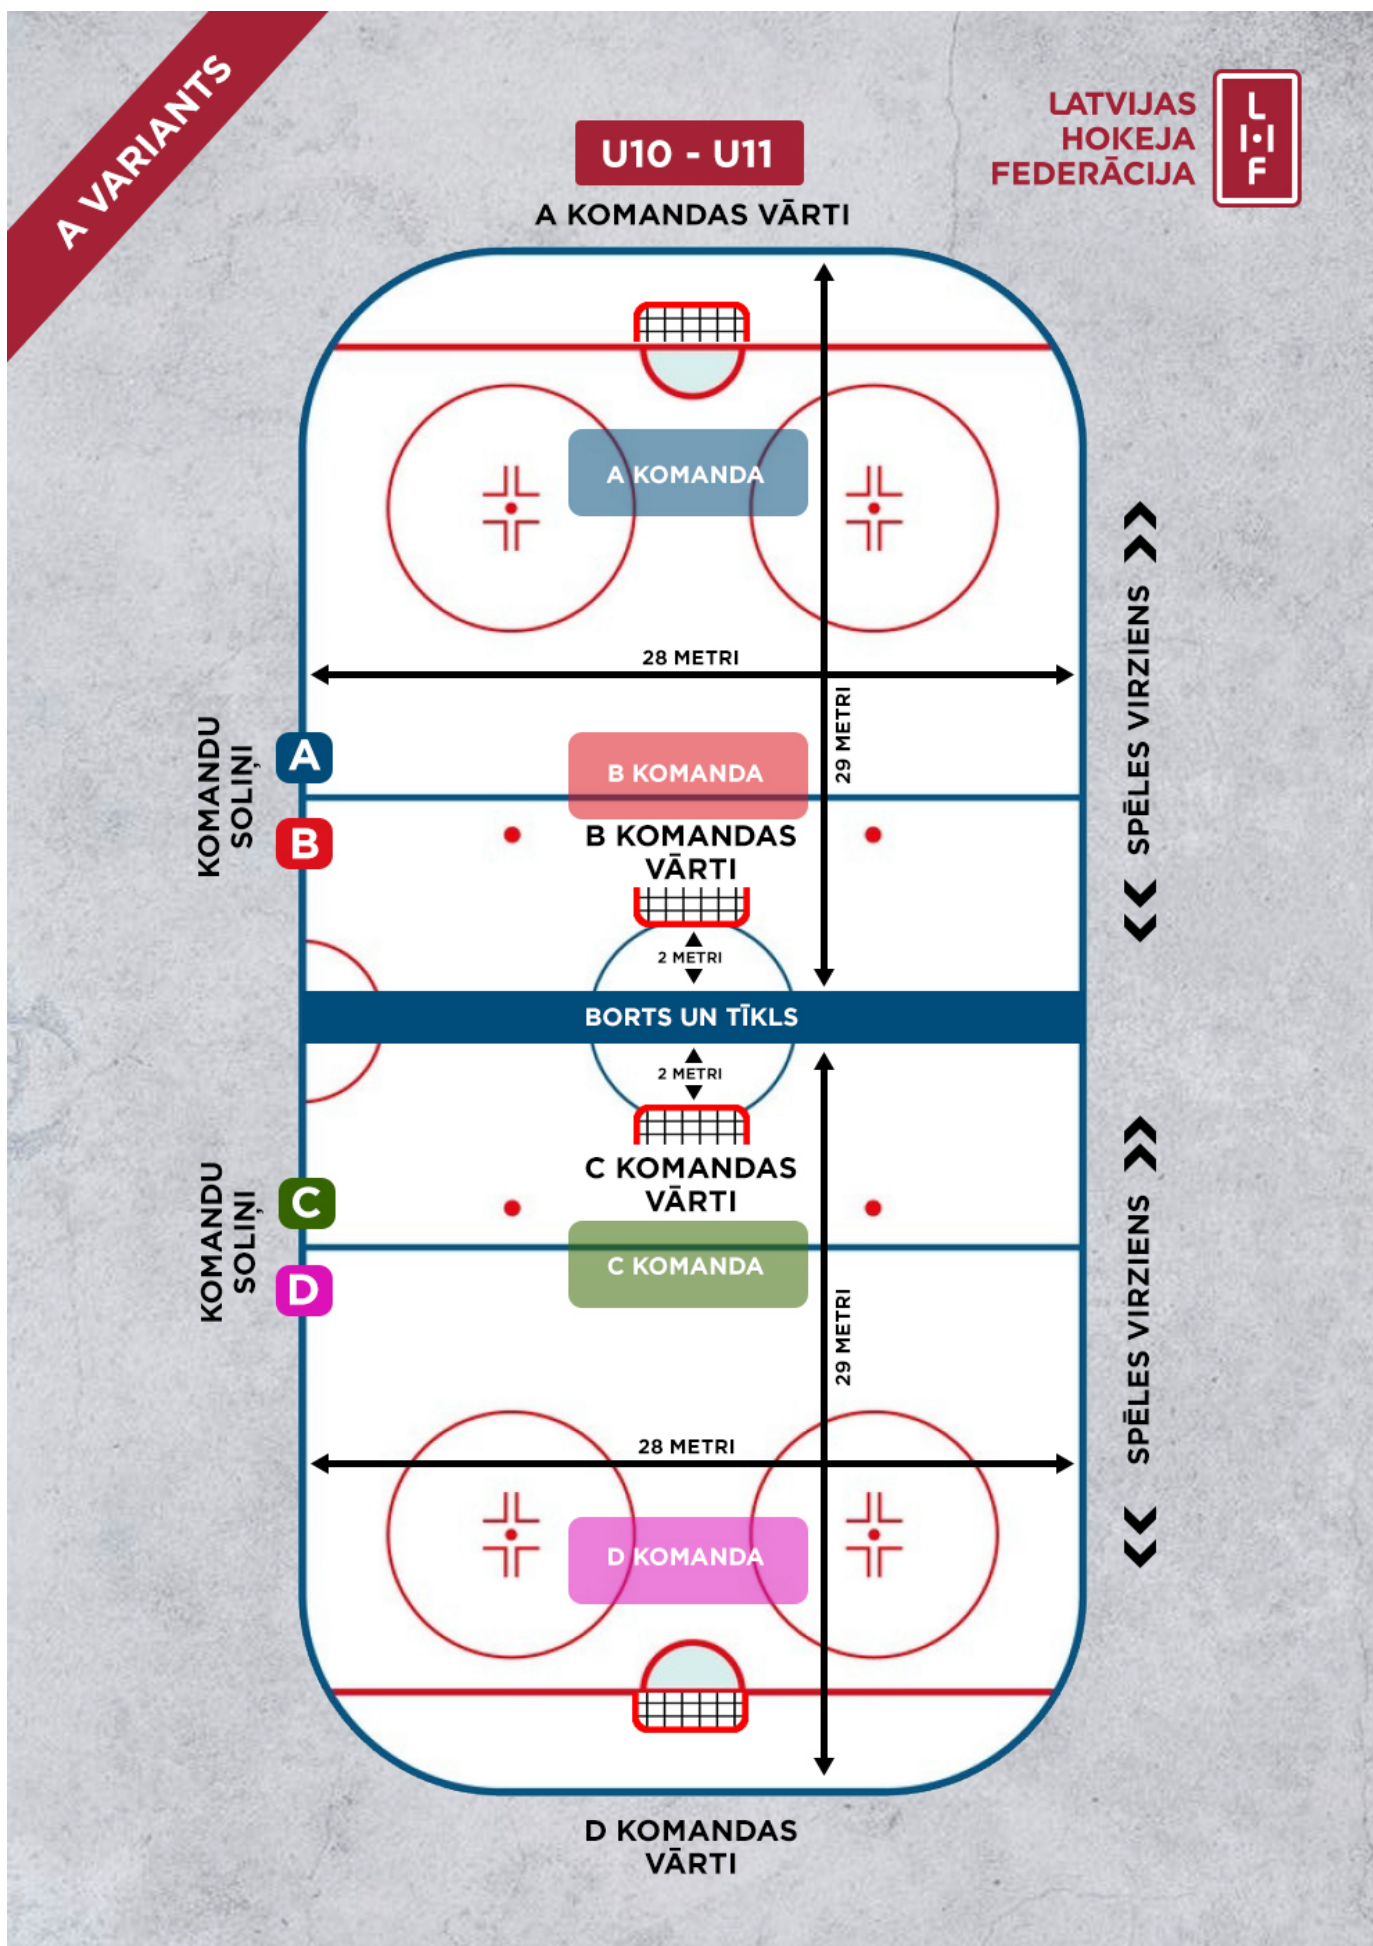 A VARIANTS
LATVIJAS
HOKEJA
FEDERĀCIJA
L
H
F
U10 - U11
A KOMANDAS VĀRTI
A KOMANDA
28 METRI
29 METRI
SPĒLES VIRZIENS
KOMANDU
SOLIŅI
A
B
B KOMANDA
B KOMANDAS
VĀRTI
2 METRI
BORTS UN TĪKLS
2 METRI
C KOMANDAS
VĀRTI
KOMANDU
SOLIŅI
C
D
C KOMANDA
29 METRI
SPĒLES VIRZIENS
28 METRI
D KOMANDA
D KOMANDAS
VĀRTI